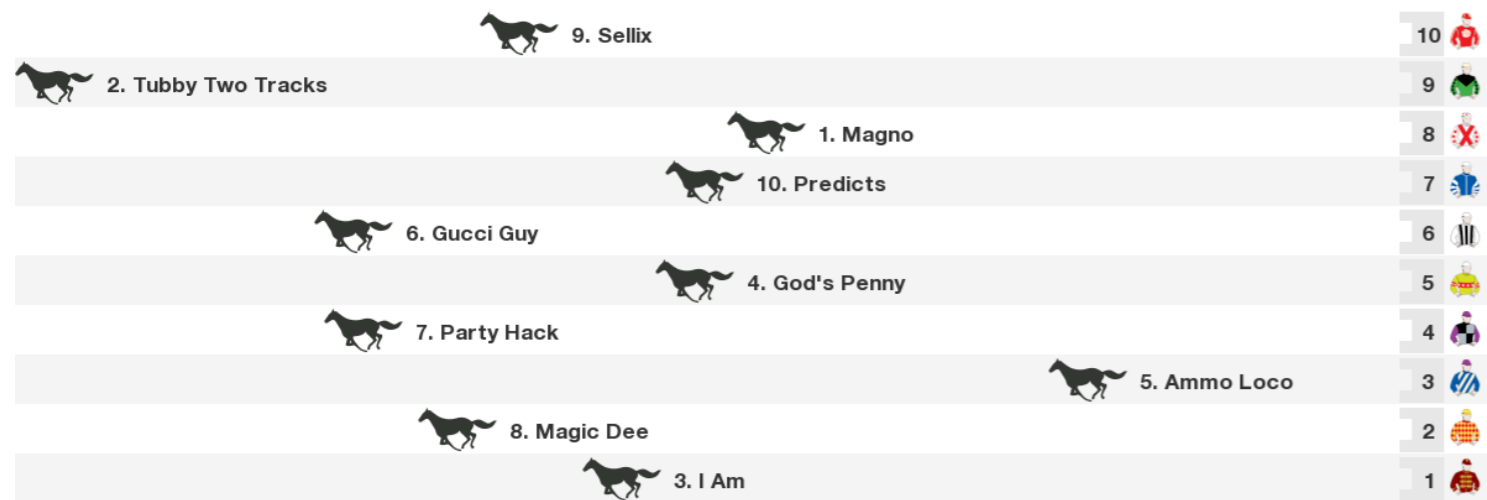 9. Sellix 10
2. Tubby Two Tracks 9
1. Magno 8
10. Predicts 7
6. Gucci Guy 6
4. God's Penny 5
7. Party Hack 4
5. Ammo Loco 3
8. Magic Dee 2
3. I Am 1